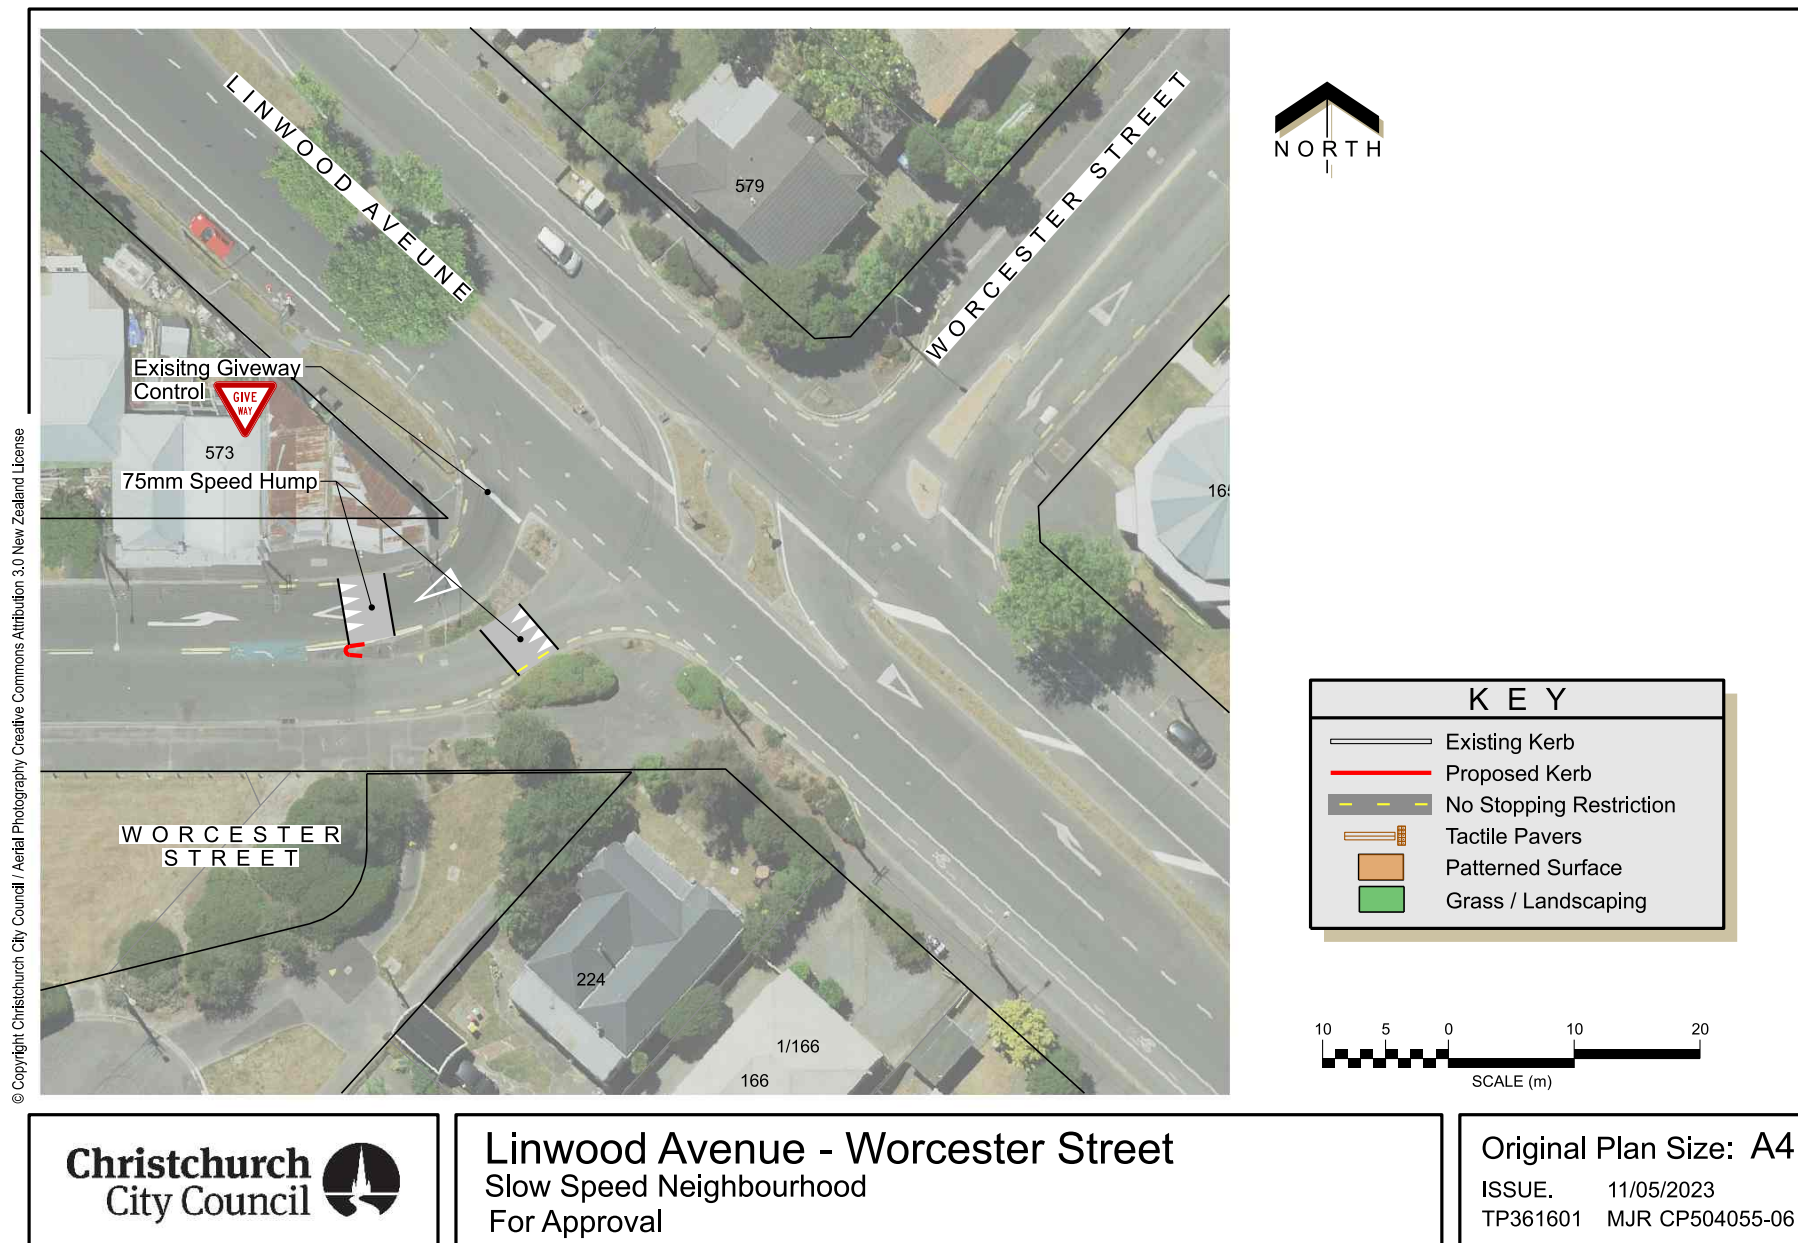 LINWOOD AVEUNE
WORCESTER STREET
NORTH
579
Exisitng Giveway
Control
GIVE
WAY
573
75mm Speed Hump
165
WORCESTER
STREET
224
1/166
166
KEY
Existing Kerb
Proposed Kerb
No Stopping Restriction
Tactile Pavers
Patterned Surface
Grass / Landscaping
10 5 0 10 20
SCALE (m)
© Copyright Christchurch City Council / Aerial Photography Creative Commons Attribution 3.0 New Zealand License
Christchurch
City Council
Linwood Avenue - Worcester Street
Slow Speed Neighbourhood
For Approval
Original Plan Size: A4
ISSUE. 11/05/2023
TP361601 MJR CP504055-06